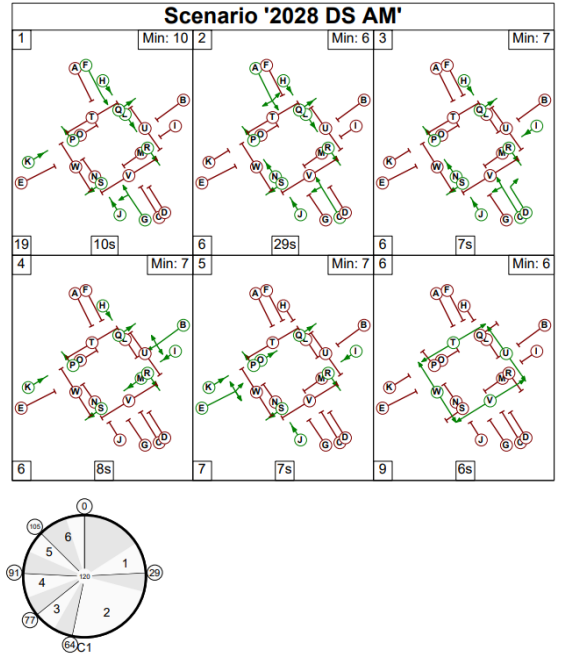 Scenario '2028 DS AM'
1 Min: 10
A F
H
B
Q L
T
I
U
P O
M R
K
W
N S
V
E
J
G D
19 10s
2 Min: 6
A F
H
B
Q L
T
I
U
P O
M R
K
W
N S
V
E
J
G D
6 29s
3 Min: 7
A F
H
B
Q L
T
I
U
P O
M R
K
W
N S
V
E
J
G D
6 7s
4 Min: 7
A F
H
B
Q L
T
I
U
P O
M R
K
W
N S
V
E
J
G D
6 8s
5 Min: 7
A F
H
B
Q L
T
I
U
P O
M R
K
W
N S
V
E
J
G D
7 7s
6 Min: 6
A F
H
B
Q L
T
I
U
P O
M R
K
W
N S
V
E
J
G D
9 6s
0
105
6
5
1
91
120
29
4
3
2
77
64 C1